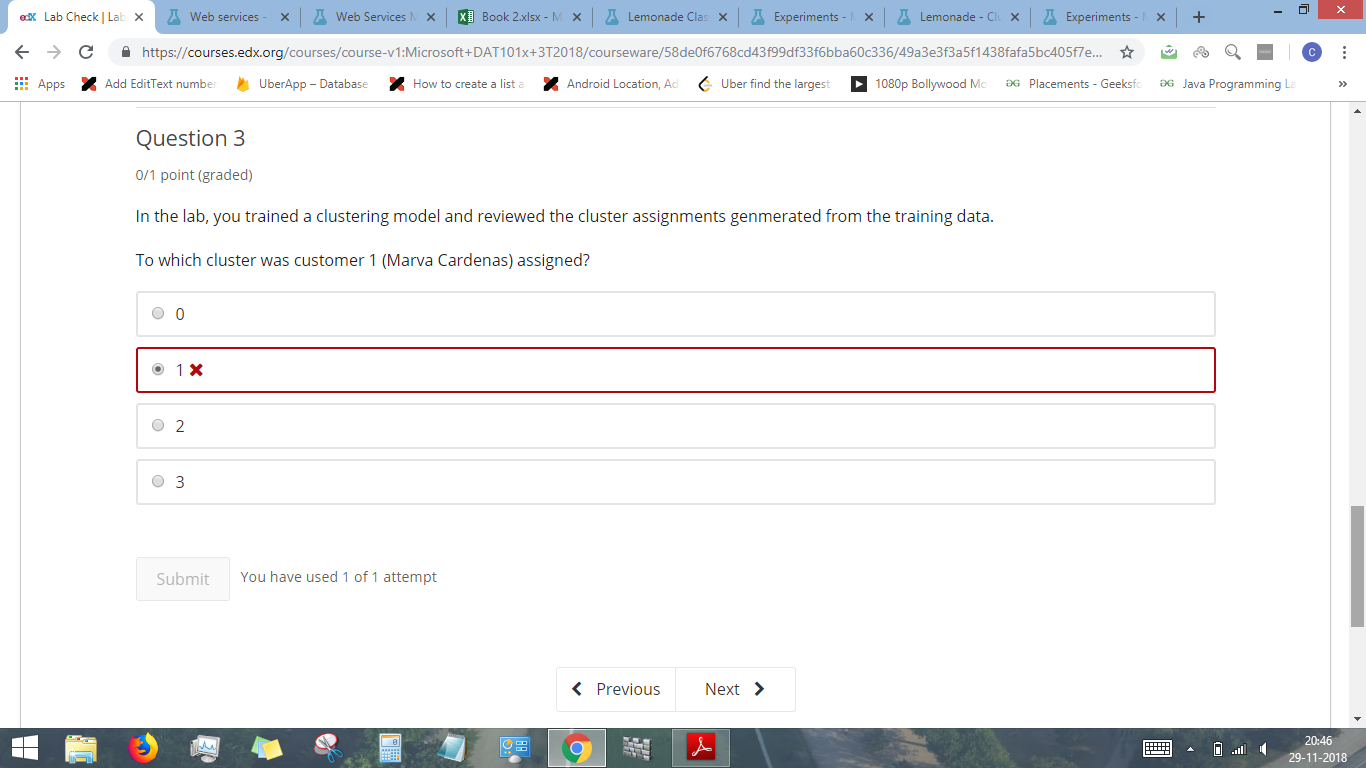 edX Lab Check | Lab
Web services -
Web Services M
Book 2.xlsx - M
Lemonade Clas
Experiments - M
Lemonade - Clu
Experiments - M
https://courses.edx.org/courses/course-v1:Microsoft+DAT101x+3T2018/courseware/58de0f6768cd43f99df33f6bba60c336/49a3e3f3a5f1438fafa5bc405f7e...
C
Apps
Add EditText number
UberApp – Database
How to create a list a
Android Location, Ad
Uber find the largest
1080p Bollywood Mo
Placements - Geeksfo
Java Programming La
»
Question 3
0/1 point (graded)
In the lab, you trained a clustering model and reviewed the cluster assignments genmerated from the training data.
To which cluster was customer 1 (Marva Cardenas) assigned?
0
1
2
3
Submit
You have used 1 of 1 attempt
Previous
Next
20:46
29-11-2018